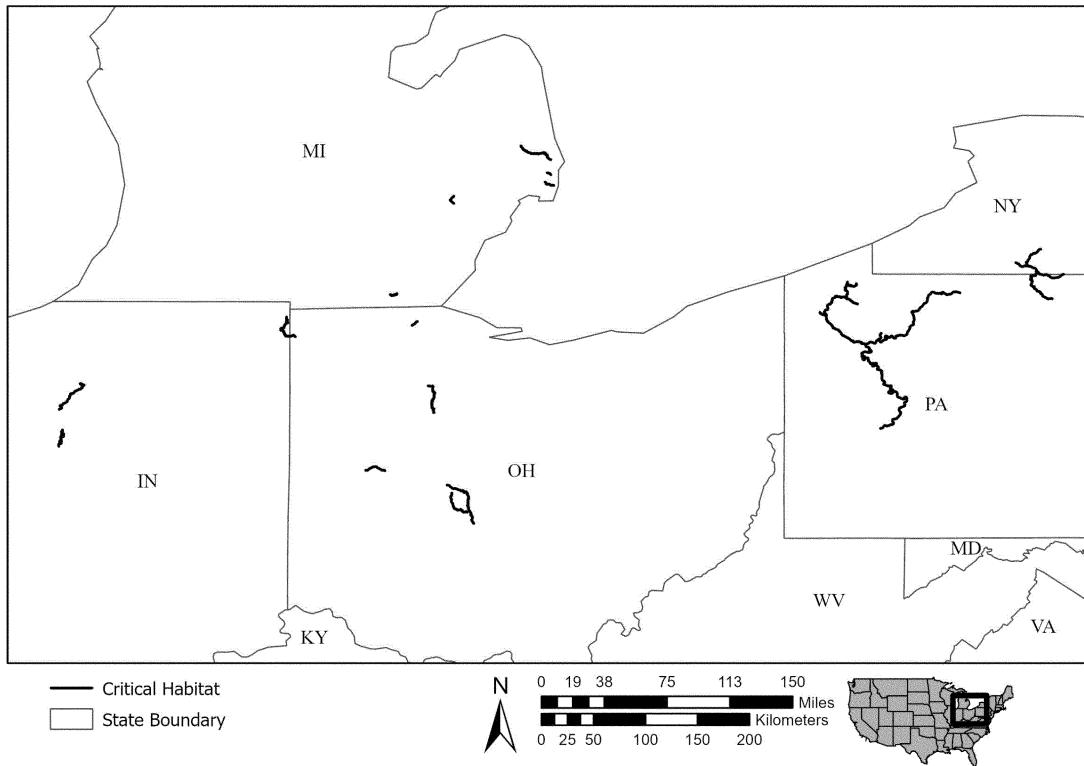 MI
NY
PA
IN
OH
MD
WV
VA
KY
Critical Habitat
State Boundary
N
0 19 38 75 113 150
Miles
Kilometers
0 25 50 100 150 200